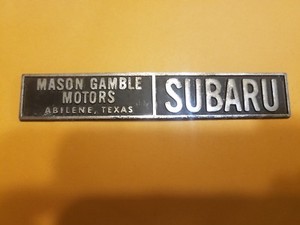 MASON GAMBLE
MOTORS
ABILENE, TEXAS
SUBARU